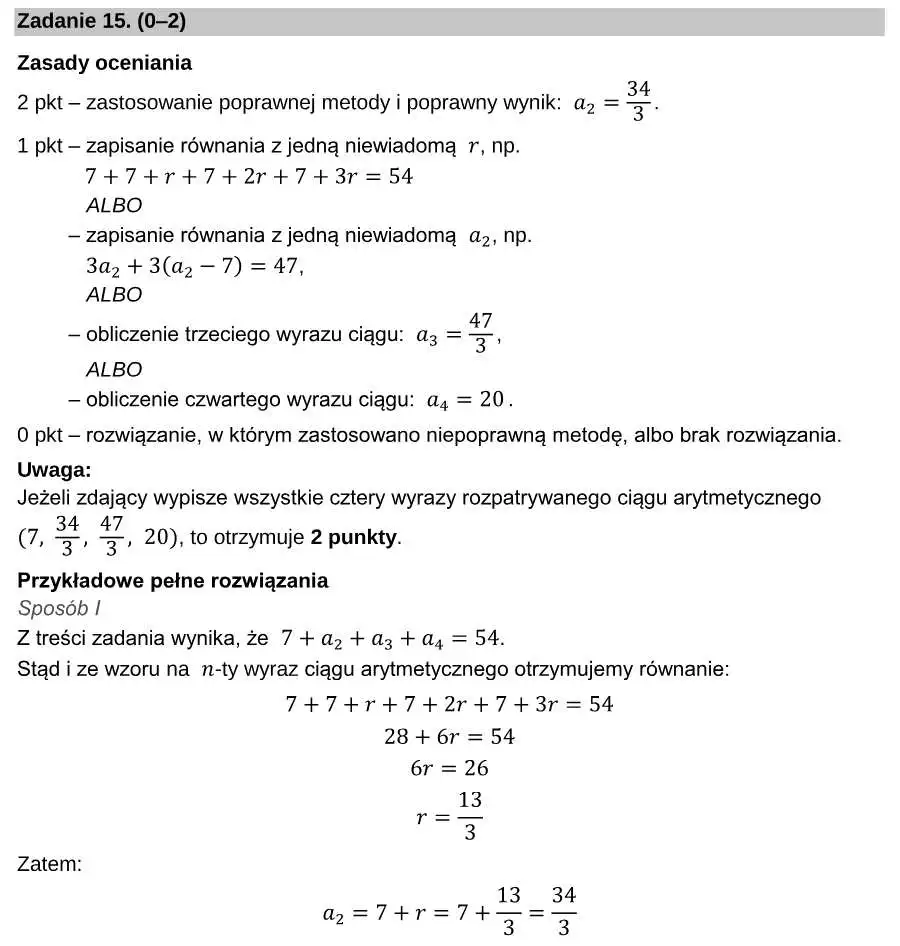 Zadanie 15. (0–2)
Zasady oceniania
2 pkt – zastosowanie poprawnej metody i poprawny wynik: a₂ = 34/3.
1 pkt – zapisanie równania z jedną niewiadomą r, np.
7 + 7 + r + 7 + 2r + 7 + 3r = 54
ALBO
– zapisanie równania z jedną niewiadomą a₂, np.
3a₂ + 3(a₂ − 7) = 47,
ALBO
– obliczenie trzeciego wyrazu ciągu: a₃ = 47/3,
ALBO
– obliczenie czwartego wyrazu ciągu: a₄ = 20.
0 pkt – rozwiązanie, w którym zastosowano niepoprawną metodę, albo brak rozwiązania.
Uwaga:
Jeżeli zdający wypisze wszystkie cztery wyrazy rozpatrywanego ciągu arytmetycznego
(7, 34/3, 47/3, 20), to otrzymuje 2 punkty.
Przykładowe pełne rozwiązania
Sposób I
Z treści zadania wynika, że 7 + a₂ + a₃ + a₄ = 54.
Stąd i ze wzoru na n-ty wyraz ciągu arytmetycznego otrzymujemy równanie:
7 + 7 + r + 7 + 2r + 7 + 3r = 54
28 + 6r = 54
6r = 26
r = 13/3
Zatem:
a₂ = 7 + r = 7 + 13/3 = 34/3